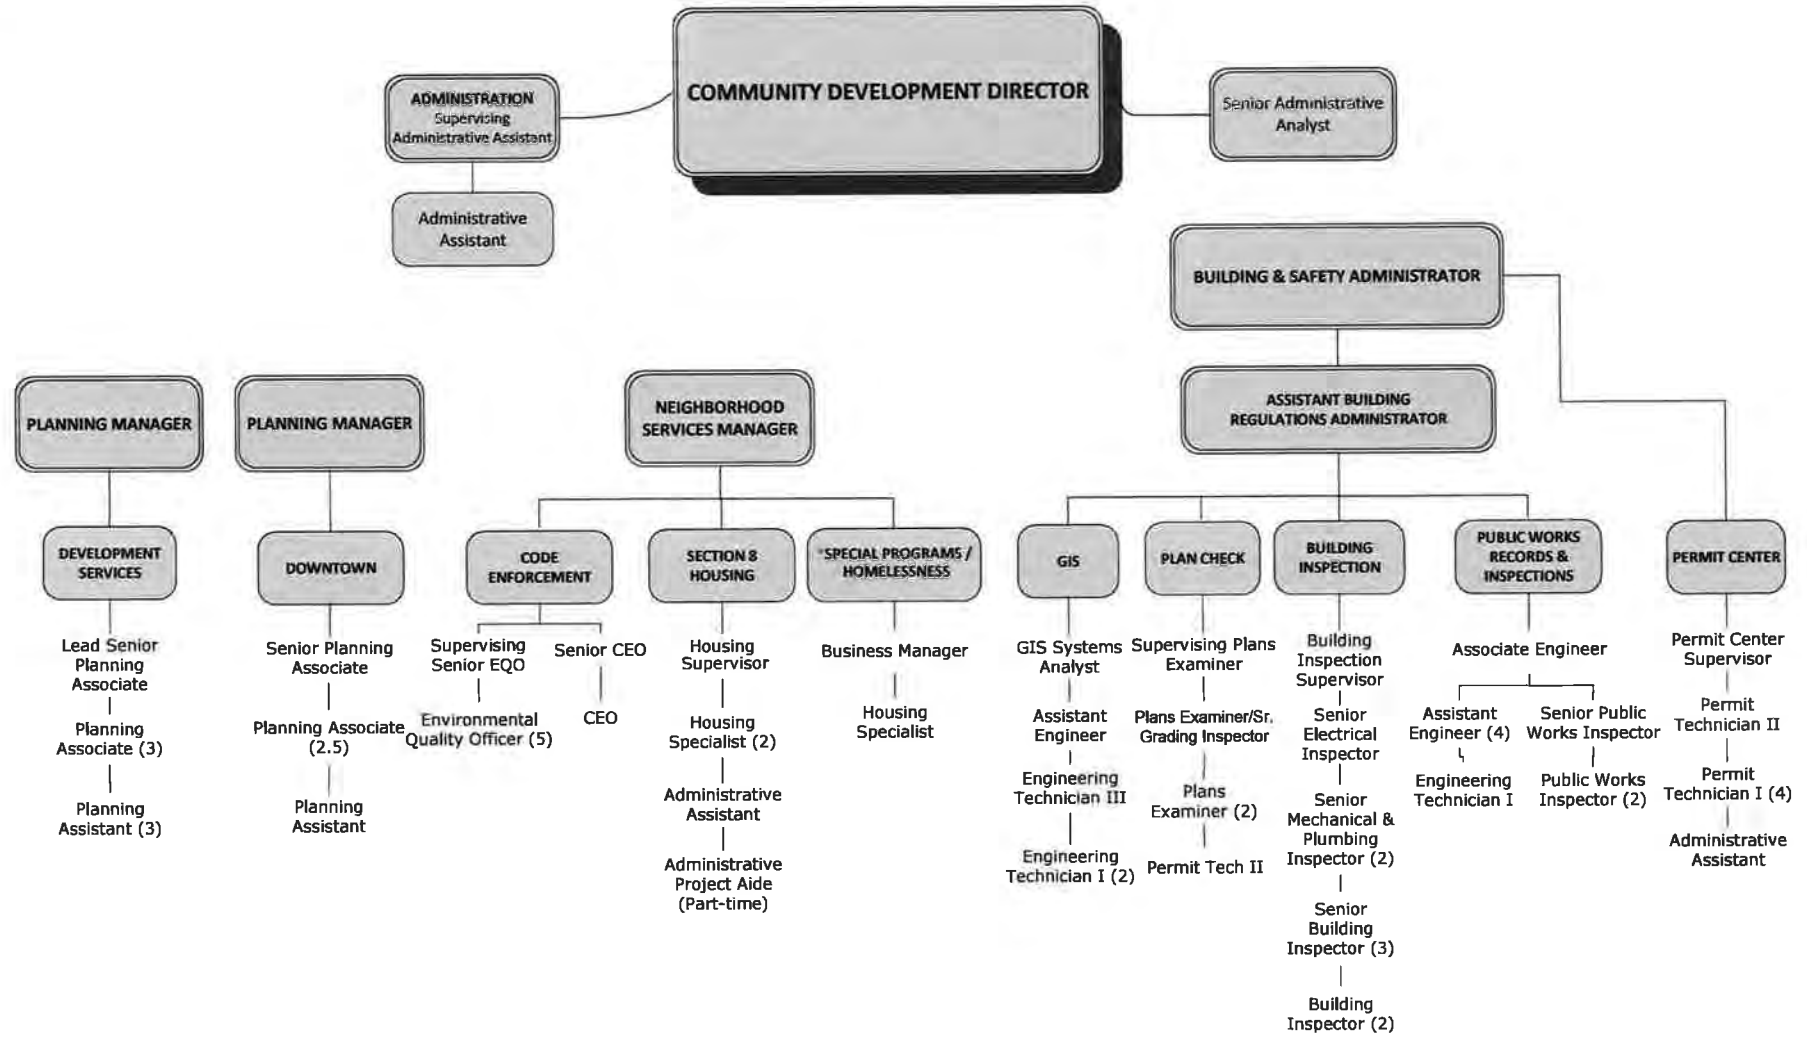 COMMUNITY DEVELOPMENT DIRECTOR
ADMINISTRATION
Supervising
Administrative Assistant
Senior Administrative
Analyst
Administrative
Assistant
BUILDING & SAFETY ADMINISTRATOR
ASSISTANT BUILDING
REGULATIONS ADMINISTRATOR
PLANNING MANAGER
DEVELOPMENT
SERVICES
Lead Senior
Planning
Associate
Planning
Associate (3)
Planning
Assistant (3)
PLANNING MANAGER
DOWNTOWN
Senior Planning
Associate
Planning Associate
(2.5)
Planning
Assistant
NEIGHBORHOOD
SERVICES MANAGER
CODE
ENFORCEMENT
Supervising
Senior EQO
Environmental
Quality Officer (5)
Senior CEO
CEO
SECTION 8
HOUSING
Housing
Supervisor
Housing
Specialist (2)
Administrative
Assistant
Administrative
Project Aide
(Part-time)
*SPECIAL PROGRAMS /
HOMELESSNESS
Business Manager
Housing
Specialist
GIS
GIS Systems
Analyst
Assistant
Engineer
Engineering
Technician III
Engineering
Technician I (2)
PLAN CHECK
Supervising Plans
Examiner
Plans Examiner/Sr.
Grading Inspector
Plans
Examiner (2)
Permit Tech II
BUILDING
INSPECTION
Building
Inspection
Supervisor
Senior
Electrical
Inspector
Senior
Mechanical &
Plumbing
Inspector (2)
Senior
Building
Inspector (3)
Building
Inspector (2)
PUBLIC WORKS
RECORDS &
INSPECTIONS
Associate Engineer
Assistant
Engineer (4)
Engineering
Technician I
Senior Public
Works Inspector
Public Works
Inspector (2)
PERMIT CENTER
Permit Center
Supervisor
Permit
Technician II
Permit
Technician I (4)
Administrative
Assistant